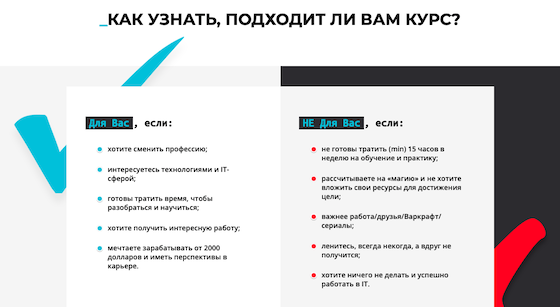 _КАК УЗНАТЬ, ПОДХОДИТ ЛИ ВАМ КУРС?
Для Вас, если:
хотите сменить профессию;
интересуетесь технологиями и IT-
сферой;
готовы тратить время, чтобы
разобраться и научиться;
хотите получить интересную работу;
мечтаете зарабатывать от 2000
долларов и иметь перспективы в
карьере.
НЕ Для Вас, если:
не готовы тратить (min) 15 часов в
неделю на обучение и практику;
рассчитываете на «магию» и не хотите
вложить свои ресурсы для достижения
цели;
важнее работа/друзья/Варкрафт/
сериалы;
ленитесь, всегда некогда, а вдруг не
получится;
хотите ничего не делать и успешно
работать в IT.